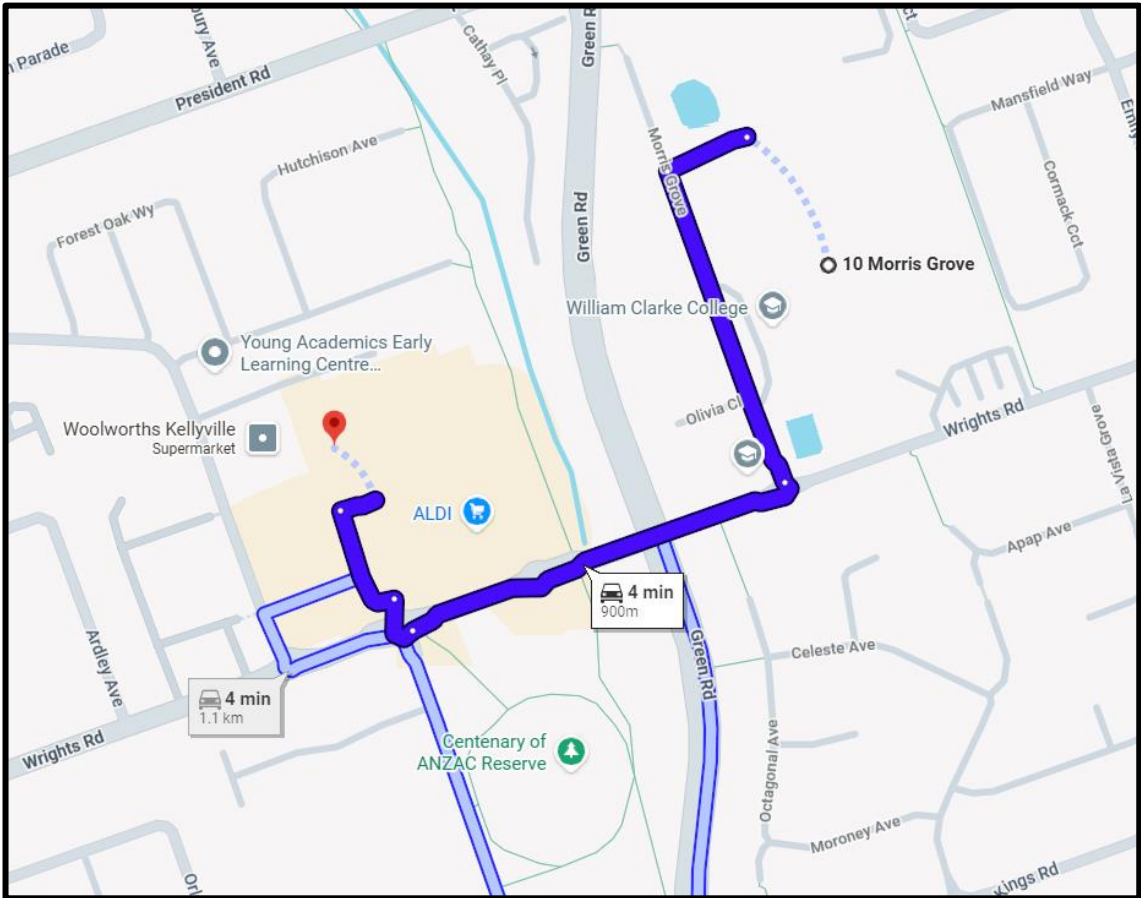 Green R
Cathay Pl
President Rd
Parade
Mansfield Way
Hutchison Ave
Morris Grove
Cormack Cct
Forest Oak Wy
Green Rd
10 Morris Grove
William Clarke College
Young Academics Early
Learning Centre...
Olivia Cl
Wrights Rd
La Vista Grove
Woolworths Kellyville
Supermarket
ALDI
Apap Ave
4 min
900m
Ardley Ave
Green Rd
Celeste Ave
4 min
1.1 km
Wrights Rd
Centenary of
ANZAC Reserve
Octagonal Ave
Moroney Ave
Kings Rd